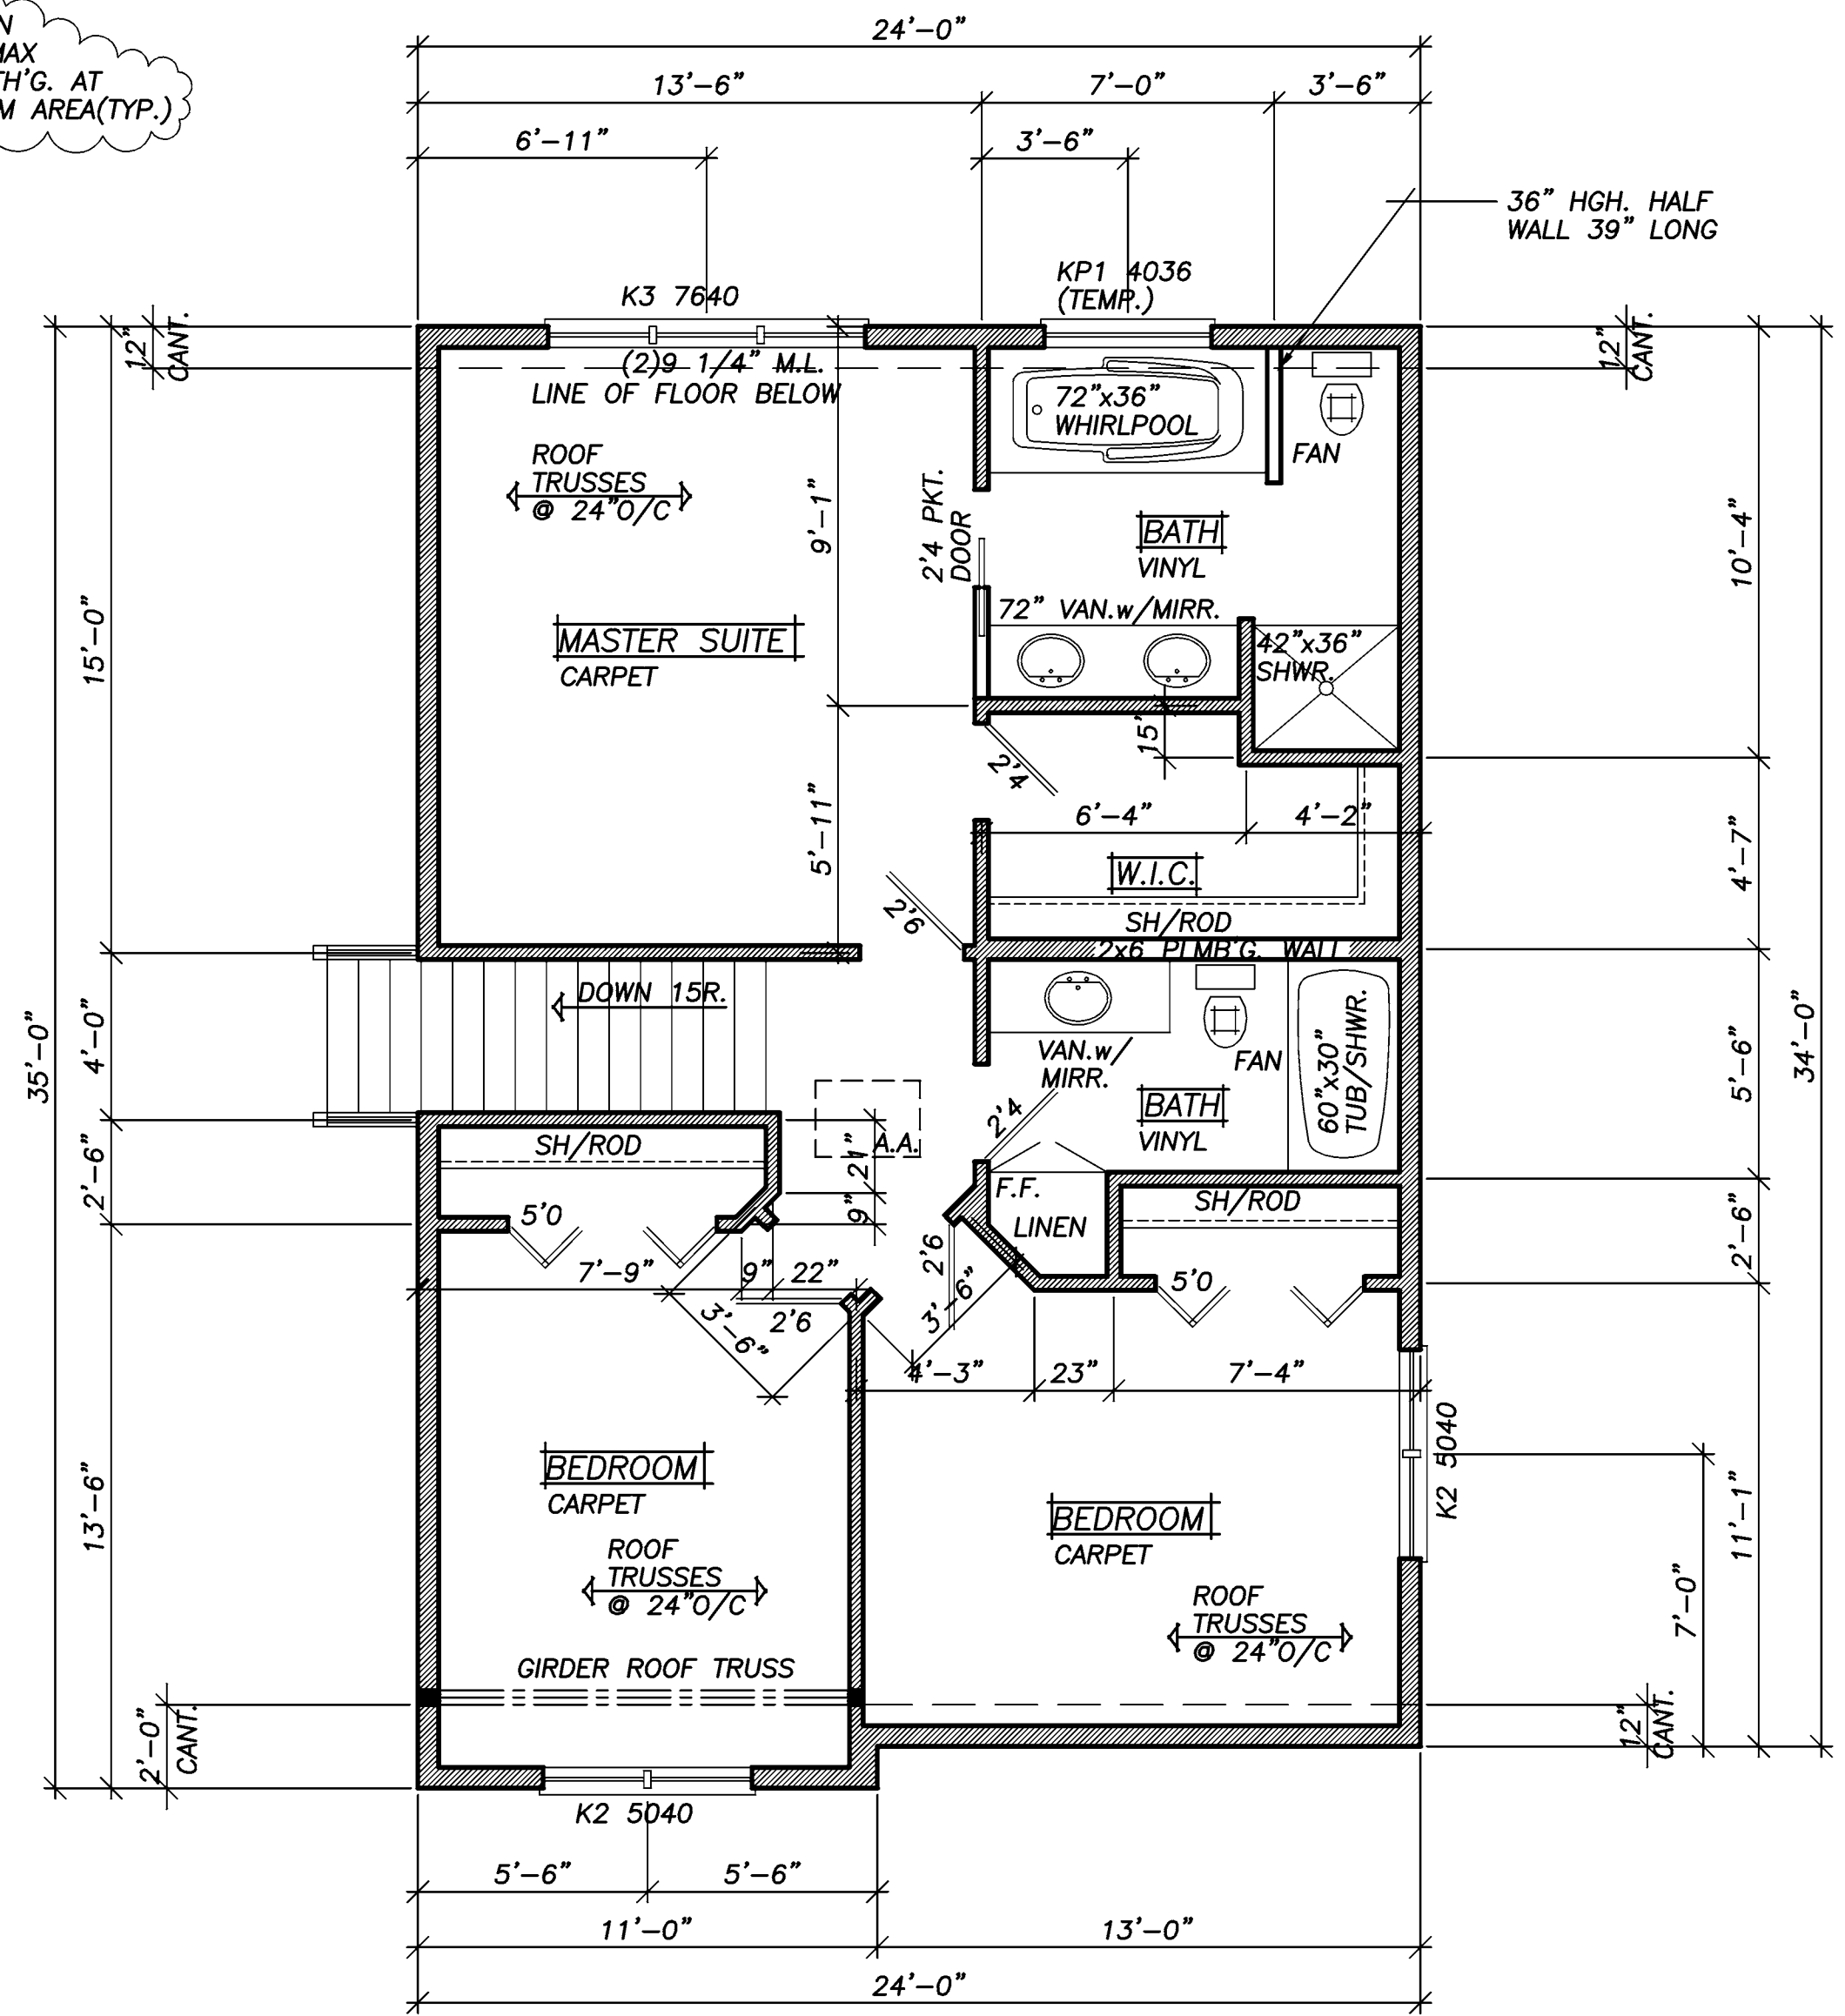 N
MAX
TH'G. AT
M AREA(TYP.)
24'-0"
13'-6"
7'-0"
3'-6"
6'-11"
3'-6"
36" HGH. HALF
WALL 39" LONG
K3 7640
KP1 4036
(TEMP.)
12"
CANT.
12"
CANT.
(2)9 1/4" M.L.
LINE OF FLOOR BELOW
72"x36"
WHIRLPOOL
FAN
ROOF
TRUSSES
@ 24"O/C
9'-1"
2'4 PKT.
DOOR
BATH
VINYL
10'-4"
15'-0"
MASTER SUITE
CARPET
72" VAN.w/MIRR.
42"x36"
SHWR.
15"
2'4
5'-11"
6'-4"
4'-2"
4'-7"
W.I.C.
SH/ROD
2'6
2x6 PLMB'G. WALL
DOWN 15R.
35'-0"
4'-0"
VAN.w/
MIRR.
FAN
60"x30"
TUB/SHWR.
5'-6"
34'-0"
2'4
BATH
VINYL
A.A.
SH/ROD
21"
2'-6"
9"
5'0
F.F.
LINEN
SH/ROD
2'-6"
2'6
7'-9"
9"
22"
3'-6"
2'6
3'-6"
5'0
4'-3"
23"
7'-4"
K2 5040
13'-6"
BEDROOM
CARPET
BEDROOM
CARPET
11'-1"
ROOF
TRUSSES
@ 24"O/C
ROOF
TRUSSES
@ 24"O/C
7'-0"
GIRDER ROOF TRUSS
2'-0"
CANT.
12"
CANT.
K2 5040
5'-6"
5'-6"
11'-0"
13'-0"
24'-0"